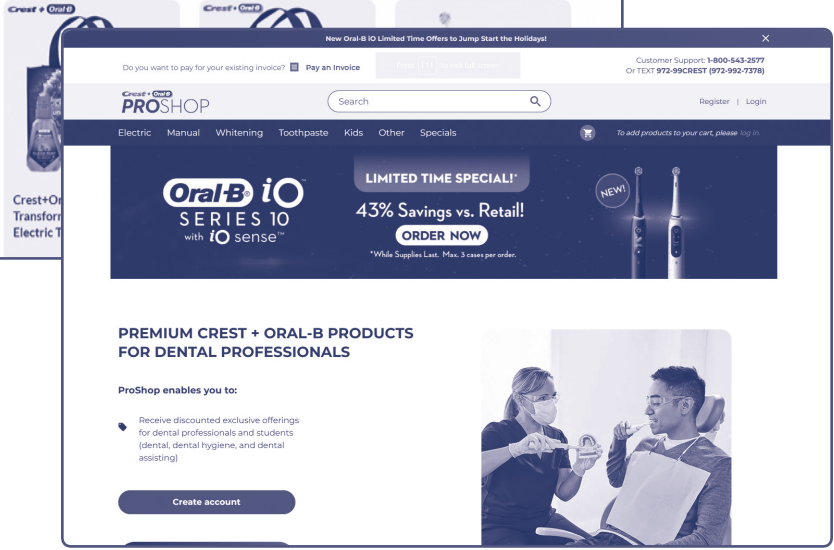 Crest + Oral-B
Crest + Oral-B
Crest+Or
Transforn
Electric T
New Oral-B iO Limited Time Offers to Jump Start the Holidays!
Do you want to pay for your existing invoice? Pay an Invoice
Customer Support: 1-800-543-2577
Or TEXT 972-99CREST (972-992-7378)
Crest + Oral-B
PROSHOP
Search
Register | Login
Electric Manual Whitening Toothpaste Kids Other Specials
To add products to your cart, please log in.
Oral-B iO
SERIES 10
with iO sense™
LIMITED TIME SPECIAL!*
43% Savings vs. Retail!
ORDER NOW
*While Supplies Last. Max. 3 cases per order.
NEW!
PREMIUM CREST + ORAL-B PRODUCTS
FOR DENTAL PROFESSIONALS
ProShop enables you to:
Receive discounted exclusive offerings
for dental professionals and students
(dental, dental hygiene, and dental
assisting)
Create account